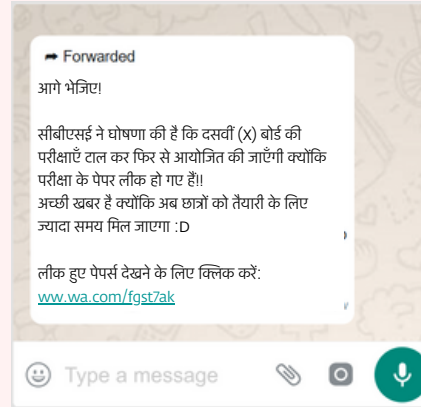 Forwarded
आगे भेजिए!
सीबीएसई ने घोषणा की है कि दसवीं (X) बोर्ड की
परीक्षाएँ टाल कर फिर से आयोजित की जाएँगी क्योंकि
परीक्षा के पेपर लीक हो गए हैं!!
अच्छी खबर है क्योंकि अब छात्रों को तैयारी के लिए
ज्यादा समय मिल जाएगा :D
लीक हुए पेपर्स देखने के लिए क्लिक करें:
ww.wa.com/fgst7ak
Type a message